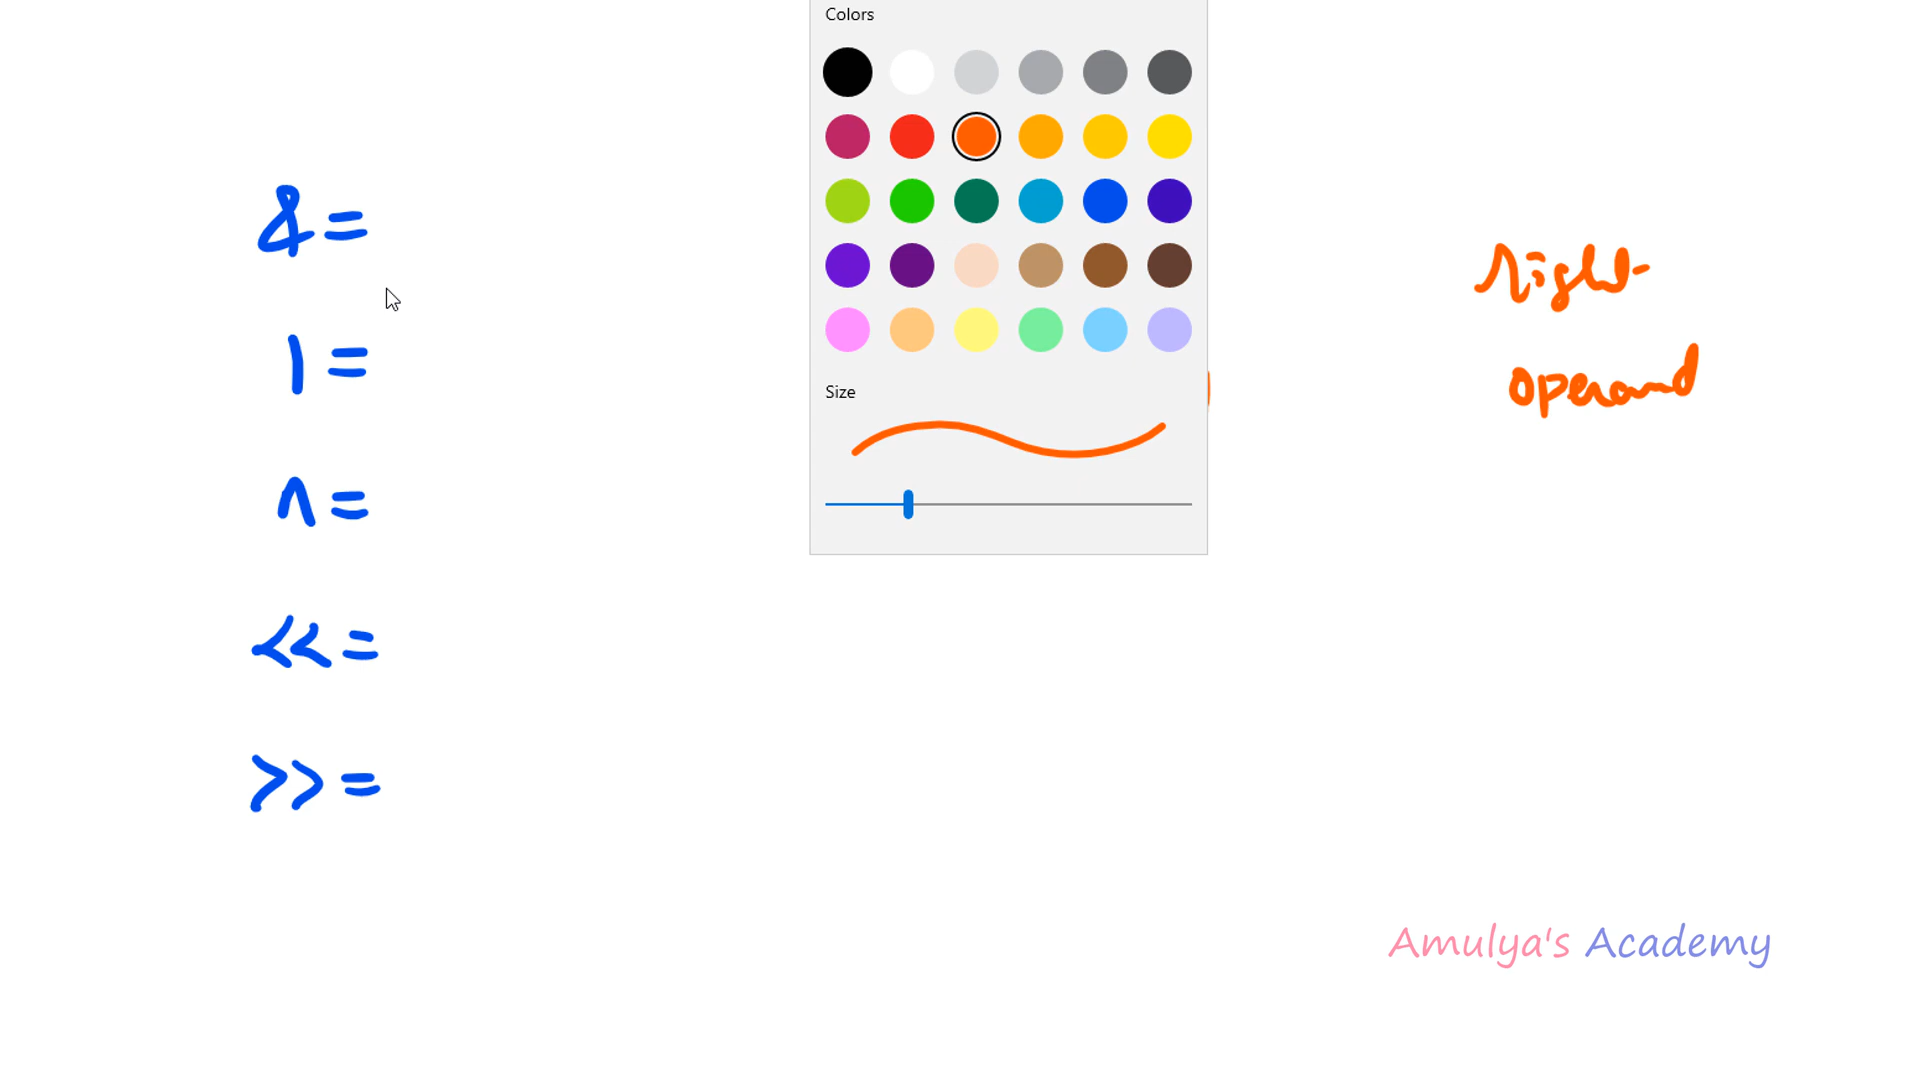 Colors
&=
|=
^=
<<=
>>=
Size
right
operand
Amulya's Academy